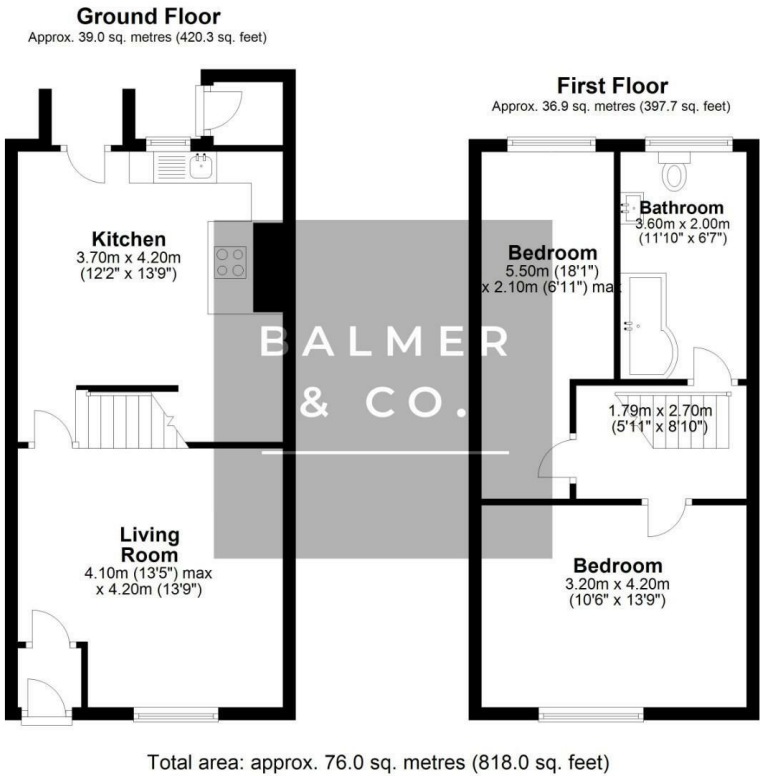 Ground Floor
Approx. 39.0 sq. metres (420.3 sq. feet)
Kitchen
3.70m x 4.20m
(12'2" x 13'9")
Living
Room
4.10m (13'5") max
x 4.20m (13'9")
First Floor
Approx. 36.9 sq. metres (397.7 sq. feet)
Bathroom
3.60m x 2.00m
(11'10" x 6'7")
Bedroom
5.50m (18'1")
x 2.10m (6'11") max
1.79m x 2.70m
(5'11" x 8'10")
Bedroom
3.20m x 4.20m
(10'6" x 13'9")
BALMER
& CO.
Total area: approx. 76.0 sq. metres (818.0 sq. feet)